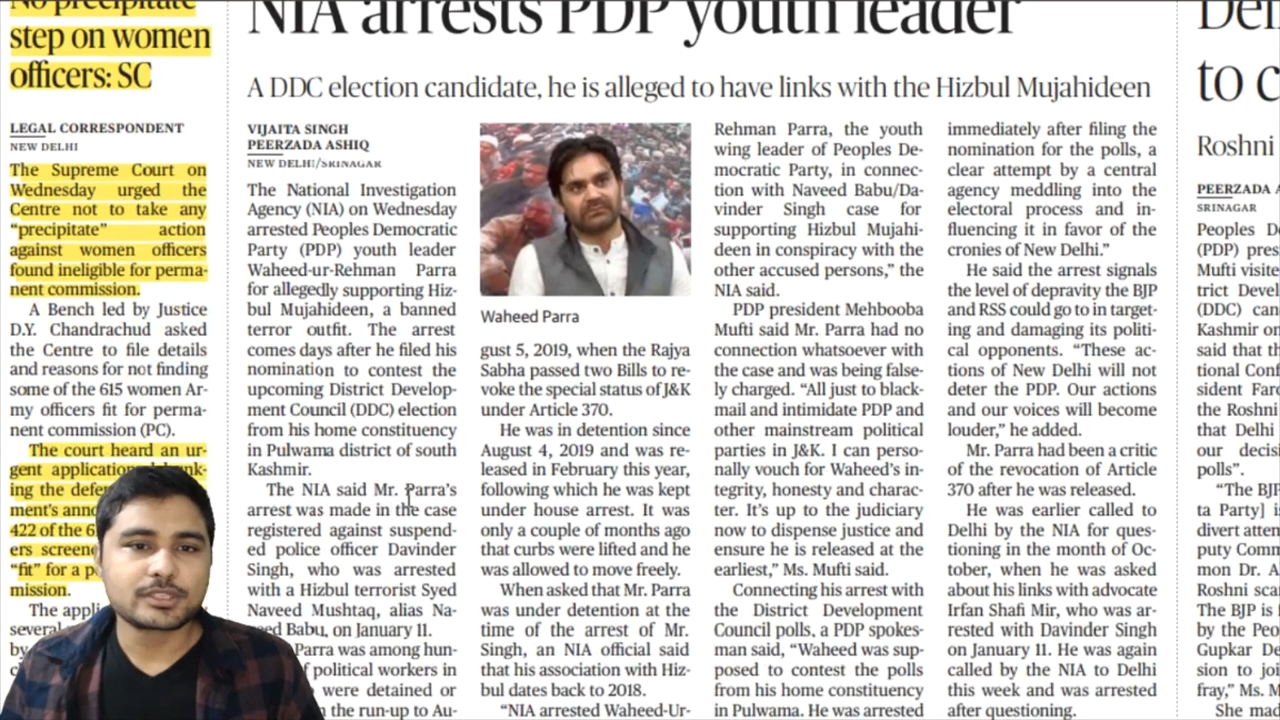 No precipitate
step on women
officers: SC
LEGAL CORRESPONDENT
NEW DELHI
The Supreme Court on
Wednesday urged the
Centre not to take any
“precipitate” action
against women officers
found ineligible for perma-
nent commission.
A Bench led by Justice
D.Y. Chandrachud asked
the Centre to file details
and reasons for not finding
some of the 615 women Ar-
my officers fit for perma-
nent commission (PC).
The court heard an ur-
gent application
ing the
ment's
422 of the
ers
“fit” for a
mission.
The
several
by
NIA arrests PDP youth leader
A DDC election candidate, he is alleged to have links with the Hizbul Mujahideen
VIJAITA SINGH
PEERZADA ASHIQ
NEW DELHI/SRINAGAR
The National Investigation
Agency (NIA) on Wednesday
arrested Peoples Democratic
Party (PDP) youth leader
Waheed-ur-Rehman Parra
for allegedly supporting Hiz-
bul Mujahideen, a banned
terror outfit. The arrest
comes days after he filed his
nomination to contest the
upcoming District Develop-
ment Council (DDC) election
from his home constituency
in Pulwama district of south
Kashmir.
The NIA said Mr. Parra's
arrest was made in the case
registered against suspend-
ed police officer Davinder
Singh, who was arrested
with a Hizbul terrorist Syed
Naveed Mushtaq, alias Na-
Babu, on January 11.
Parra was among hun-
political workers in
were detained or
the run-up to Au-
Waheed Parra
gust 5, 2019, when the Rajya
Sabha passed two Bills to re-
voke the special status of J&K
under Article 370.
He was in detention since
August 4, 2019 and was re-
leased in February this year,
following which he was kept
under house arrest. It was
only a couple of months ago
that curbs were lifted and he
was allowed to move freely.
When asked that Mr. Parra
was under detention at the
time of the arrest of Mr.
Singh, an NIA official said
that his association with Hiz-
bul dates back to 2018.
“NIA arrested Waheed-Ur-
Rehman Parra, the youth
wing leader of Peoples De-
mocratic Party, in connec-
tion with Naveed Babu/Da-
vinder Singh case for
supporting Hizbul Mujahi-
deen in conspiracy with the
other accused persons,” the
NIA said.
PDP president Mehbooba
Mufti said Mr. Parra had no
connection whatsoever with
the case and was being false-
ly charged. “All just to black-
mail and intimidate PDP and
other mainstream political
parties in J&K. I can perso-
nally vouch for Waheed's in-
tegrity, honesty and charac-
ter. It's up to the judiciary
now to dispense justice and
ensure he is released at the
earliest,” Ms. Mufti said.
Connecting his arrest with
the District Development
Council polls, a PDP spokes-
man said, “Waheed was sup-
posed to contest the polls
from his home constituency
in Pulwama. He was arrested
immediately after filing the
nomination for the polls, a
clear attempt by a central
agency meddling into the
electoral process and in-
fluencing it in favor of the
cronies of New Delhi.”
He said the arrest signals
the level of depravity the BJP
and RSS could go to in target-
ing and damaging its politi-
cal opponents. “These ac-
tions of New Delhi will not
deter the PDP. Our actions
and our voices will become
louder,” he added.
Mr. Parra had been a critic
of the revocation of Article
370 after he was released.
He was earlier called to
Delhi by the NIA for ques-
tioning in the month of Oc-
tober, when he was asked
about his links with advocate
Irfan Shafi Mir, who was ar-
rested with Davinder Singh
on January 11. He was again
called by the NIA to Delhi
this week and was arrested
after questioning.
to c
Roshni
PEERZADA A
SRINAGAR
Peoples De
(PDP) pres
Mufti visite
trict Devel
(DDC) can
Kashmir on
said that th
tional Conf
sident Far
the Roshni
that Delhi
our decis
polls”.
“The BJP
ta Party] i
divert atten
puty Comm
mon Dr. A
Roshni sca
The BJP is
by the Peo
Gupkar De
sion to joi
fray,” Ms. M
She mad